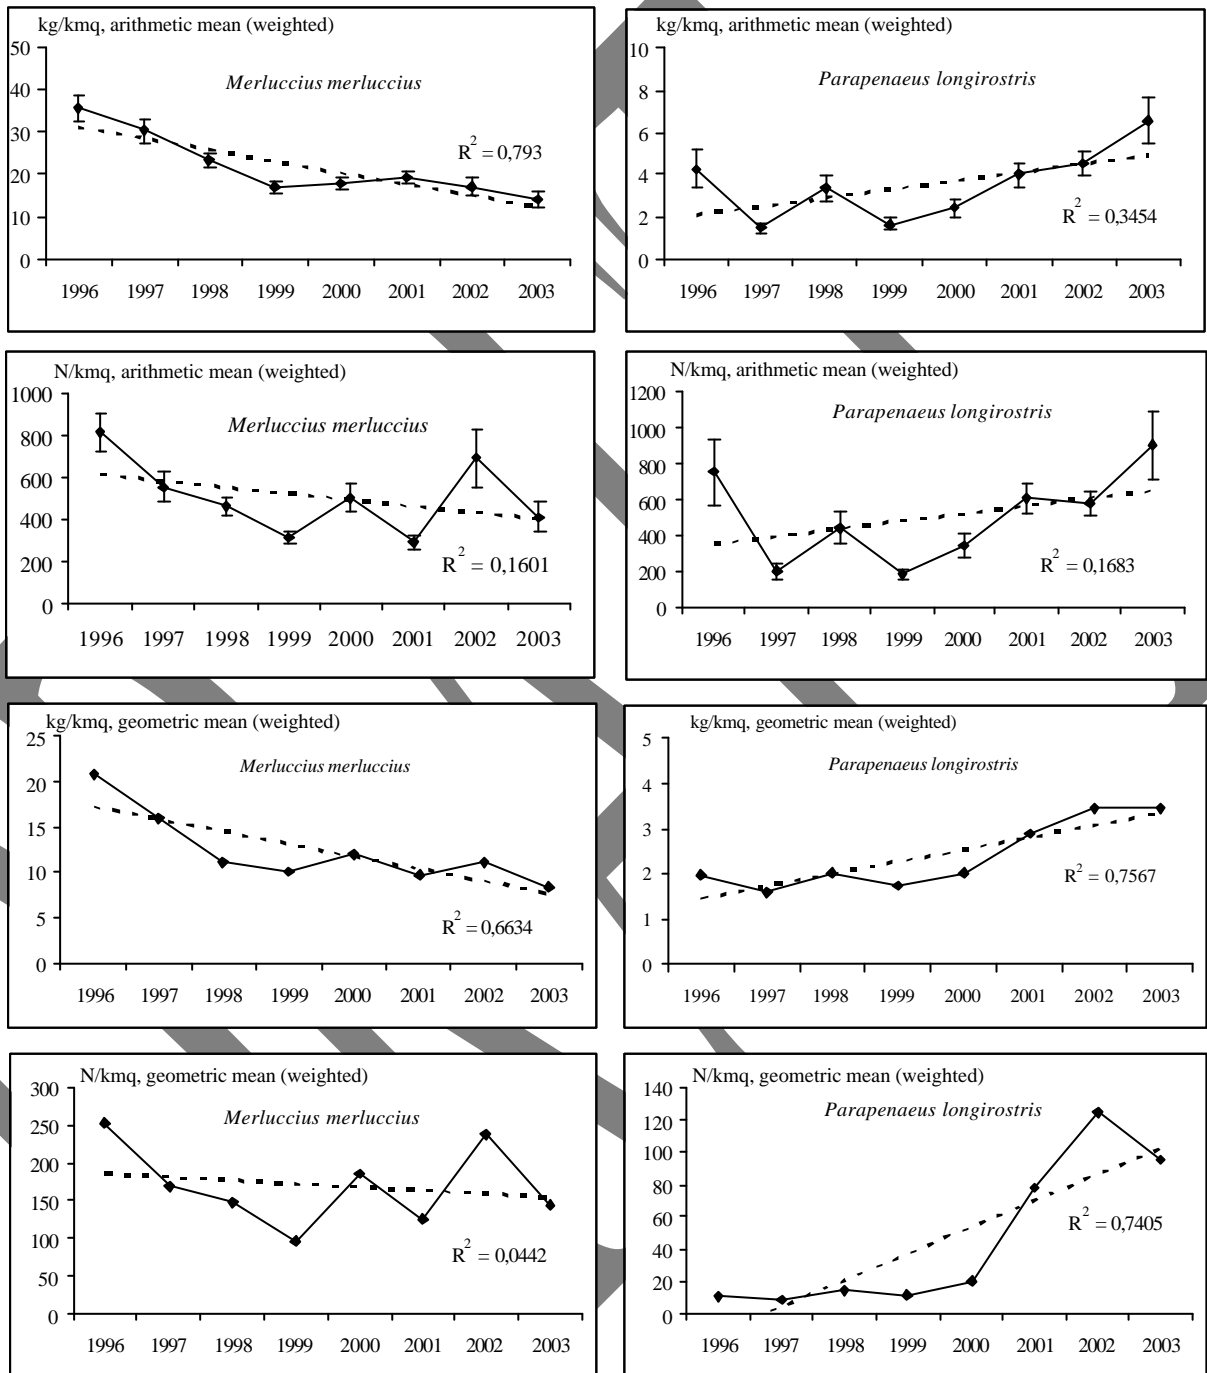 kg/kmq, arithmetic mean (weighted)
Merluccius merluccius
R² = 0,793
50
40
30
20
10
0
1996 1997 1998 1999 2000 2001 2002 2003
kg/kmq, arithmetic mean (weighted)
Parapenaeus longirostris
R² = 0,3454
10
8
6
4
2
0
1996 1997 1998 1999 2000 2001 2002 2003
N/kmq, arithmetic mean (weighted)
Merluccius merluccius
R² = 0,1601
1000
800
600
400
200
0
1996 1997 1998 1999 2000 2001 2002 2003
N/kmq, arithmetic mean (weighted)
Parapenaeus longirostris
R² = 0,1683
1200
1000
800
600
400
200
0
1996 1997 1998 1999 2000 2001 2002 2003
kg/kmq, geometric mean (weighted)
Merluccius merluccius
R² = 0,6634
25
20
15
10
5
0
1996 1997 1998 1999 2000 2001 2002 2003
kg/kmq, geometric mean (weighted)
Parapenaeus longirostris
R² = 0,7567
5
4
3
2
1
0
1996 1997 1998 1999 2000 2001 2002 2003
N/kmq, geometric mean (weighted)
Merluccius merluccius
R² = 0,0442
300
250
200
150
100
50
0
1996 1997 1998 1999 2000 2001 2002 2003
N/kmq, geometric mean (weighted)
Parapenaeus longirostris
R² = 0,7405
140
120
100
80
60
40
20
0
1996 1997 1998 1999 2000 2001 2002 2003